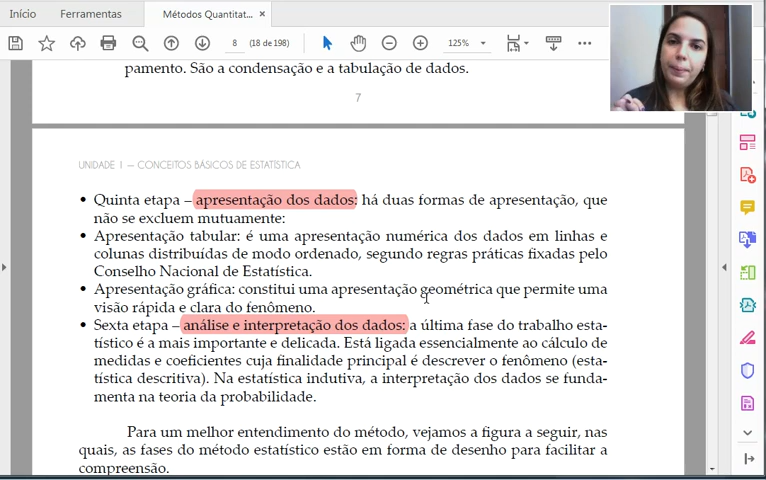 Início
Ferramentas
Métodos Quantitat...
8
(18 de 198)
125%
pamento. São a condensação e a tabulação de dados.
7
UNIDADE I — CONCEITOS BÁSICOS DE ESTATÍSTICA
• Quinta etapa – apresentação dos dados: há duas formas de apresentação, que
não se excluem mutuamente:
• Apresentação tabular: é uma apresentação numérica dos dados em linhas e
colunas distribuídas de modo ordenado, segundo regras práticas fixadas pelo
Conselho Nacional de Estatística.
• Apresentação gráfica: constitui uma apresentação geométrica que permite uma
visão rápida e clara do fenômeno.
• Sexta etapa – análise e interpretação dos dados: a última fase do trabalho esta-
tístico é a mais importante e delicada. Está ligada essencialmente ao cálculo de
medidas e coeficientes cuja finalidade principal é descrever o fenômeno (esta-
tística descritiva). Na estatística indutiva, a interpretação dos dados se funda-
menta na teoria da probabilidade.
Para um melhor entendimento do método, vejamos a figura a seguir, nas
quais, as fases do método estatístico estão em forma de desenho para facilitar a
compreensão.